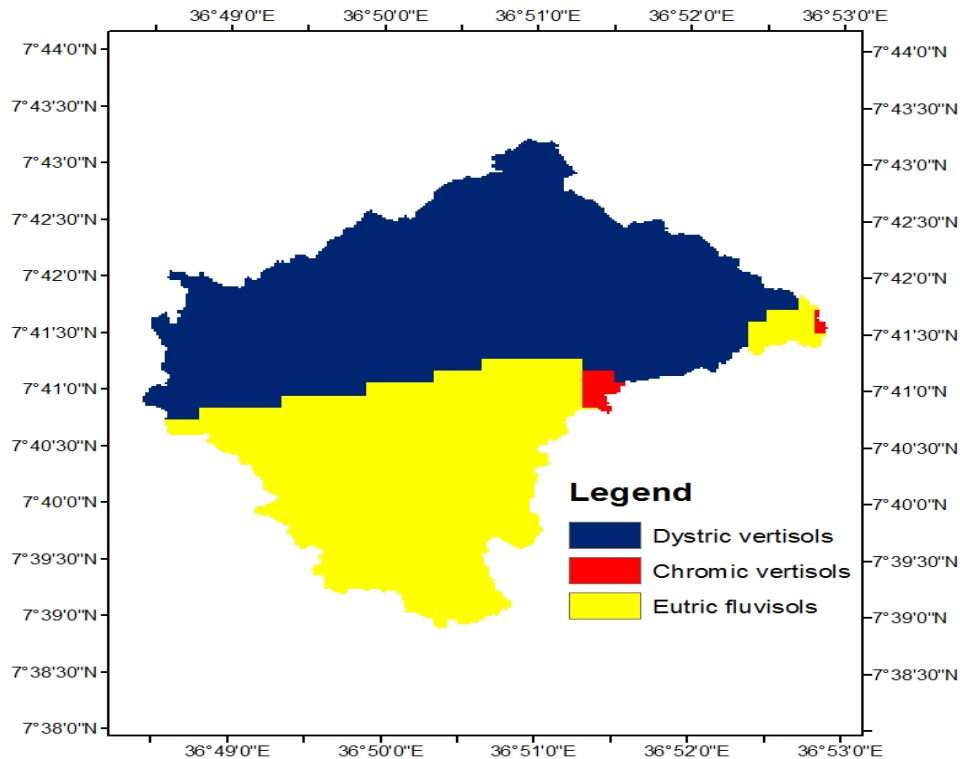 36°49'0"E 36°50'0"E 36°51'0"E 36°52'0"E 36°53'0"E
7°44'0"N 7°44'0"N
7°43'30"N 7°43'30"N
7°43'0"N 7°43'0"N
7°42'30"N 7°42'30"N
7°42'0"N 7°42'0"N
7°41'30"N 7°41'30"N
7°41'0"N 7°41'0"N
7°40'30"N 7°40'30"N
7°40'0"N 7°40'0"N
7°39'30"N 7°39'30"N
7°39'0"N 7°39'0"N
7°38'30"N 7°38'30"N
7°38'0"N
Legend
Dystric vertisols
Chromic vertisols
Eutric fluvisols
36°49'0"E 36°50'0"E 36°51'0"E 36°52'0"E 36°53'0"E